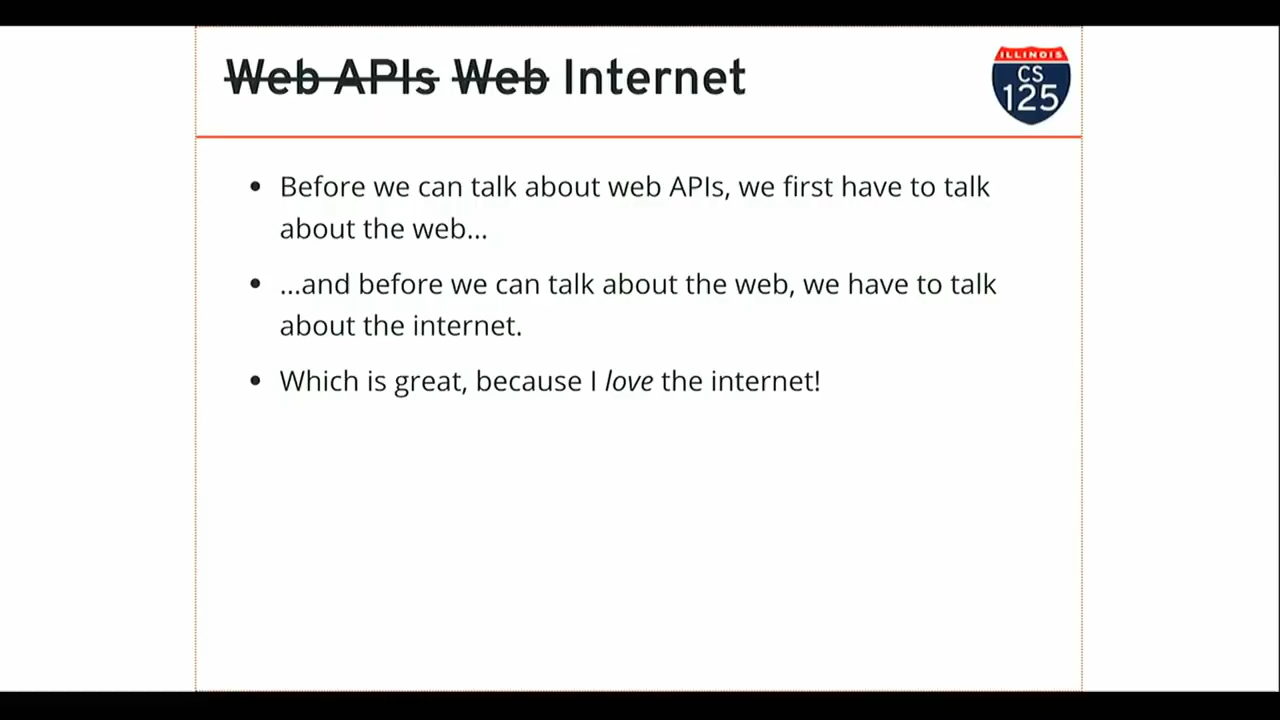 Web APIs Web Internet
ILLINOIS
CS
125
• Before we can talk about web APIs, we first have to talk
about the web...
• ...and before we can talk about the web, we have to talk
about the internet.
• Which is great, because I love the internet!